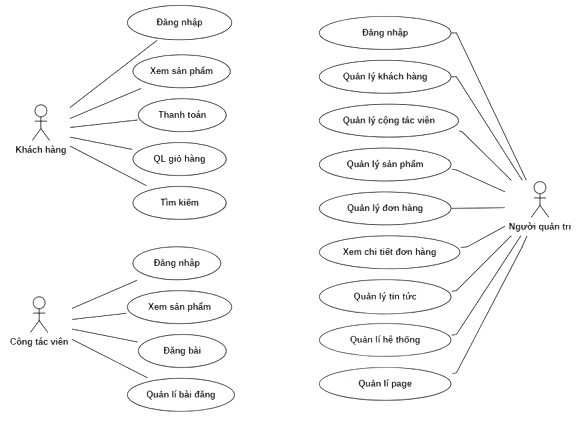 Đăng nhập
Xem sản phẩm
Thanh toán
QL giỏ hàng
Tìm kiếm
Khách hàng
Đăng nhập
Xem sản phẩm
Đăng bài
Quản lí bài đăng
Công tác viên
Đăng nhập
Quản lý khách hàng
Quản lý cộng tác viên
Quản lý sản phẩm
Quản lý đơn hàng
Xem chi tiết đơn hàng
Quản lý tin tức
Quản lí hệ thống
Quản lí page
Người quản trı